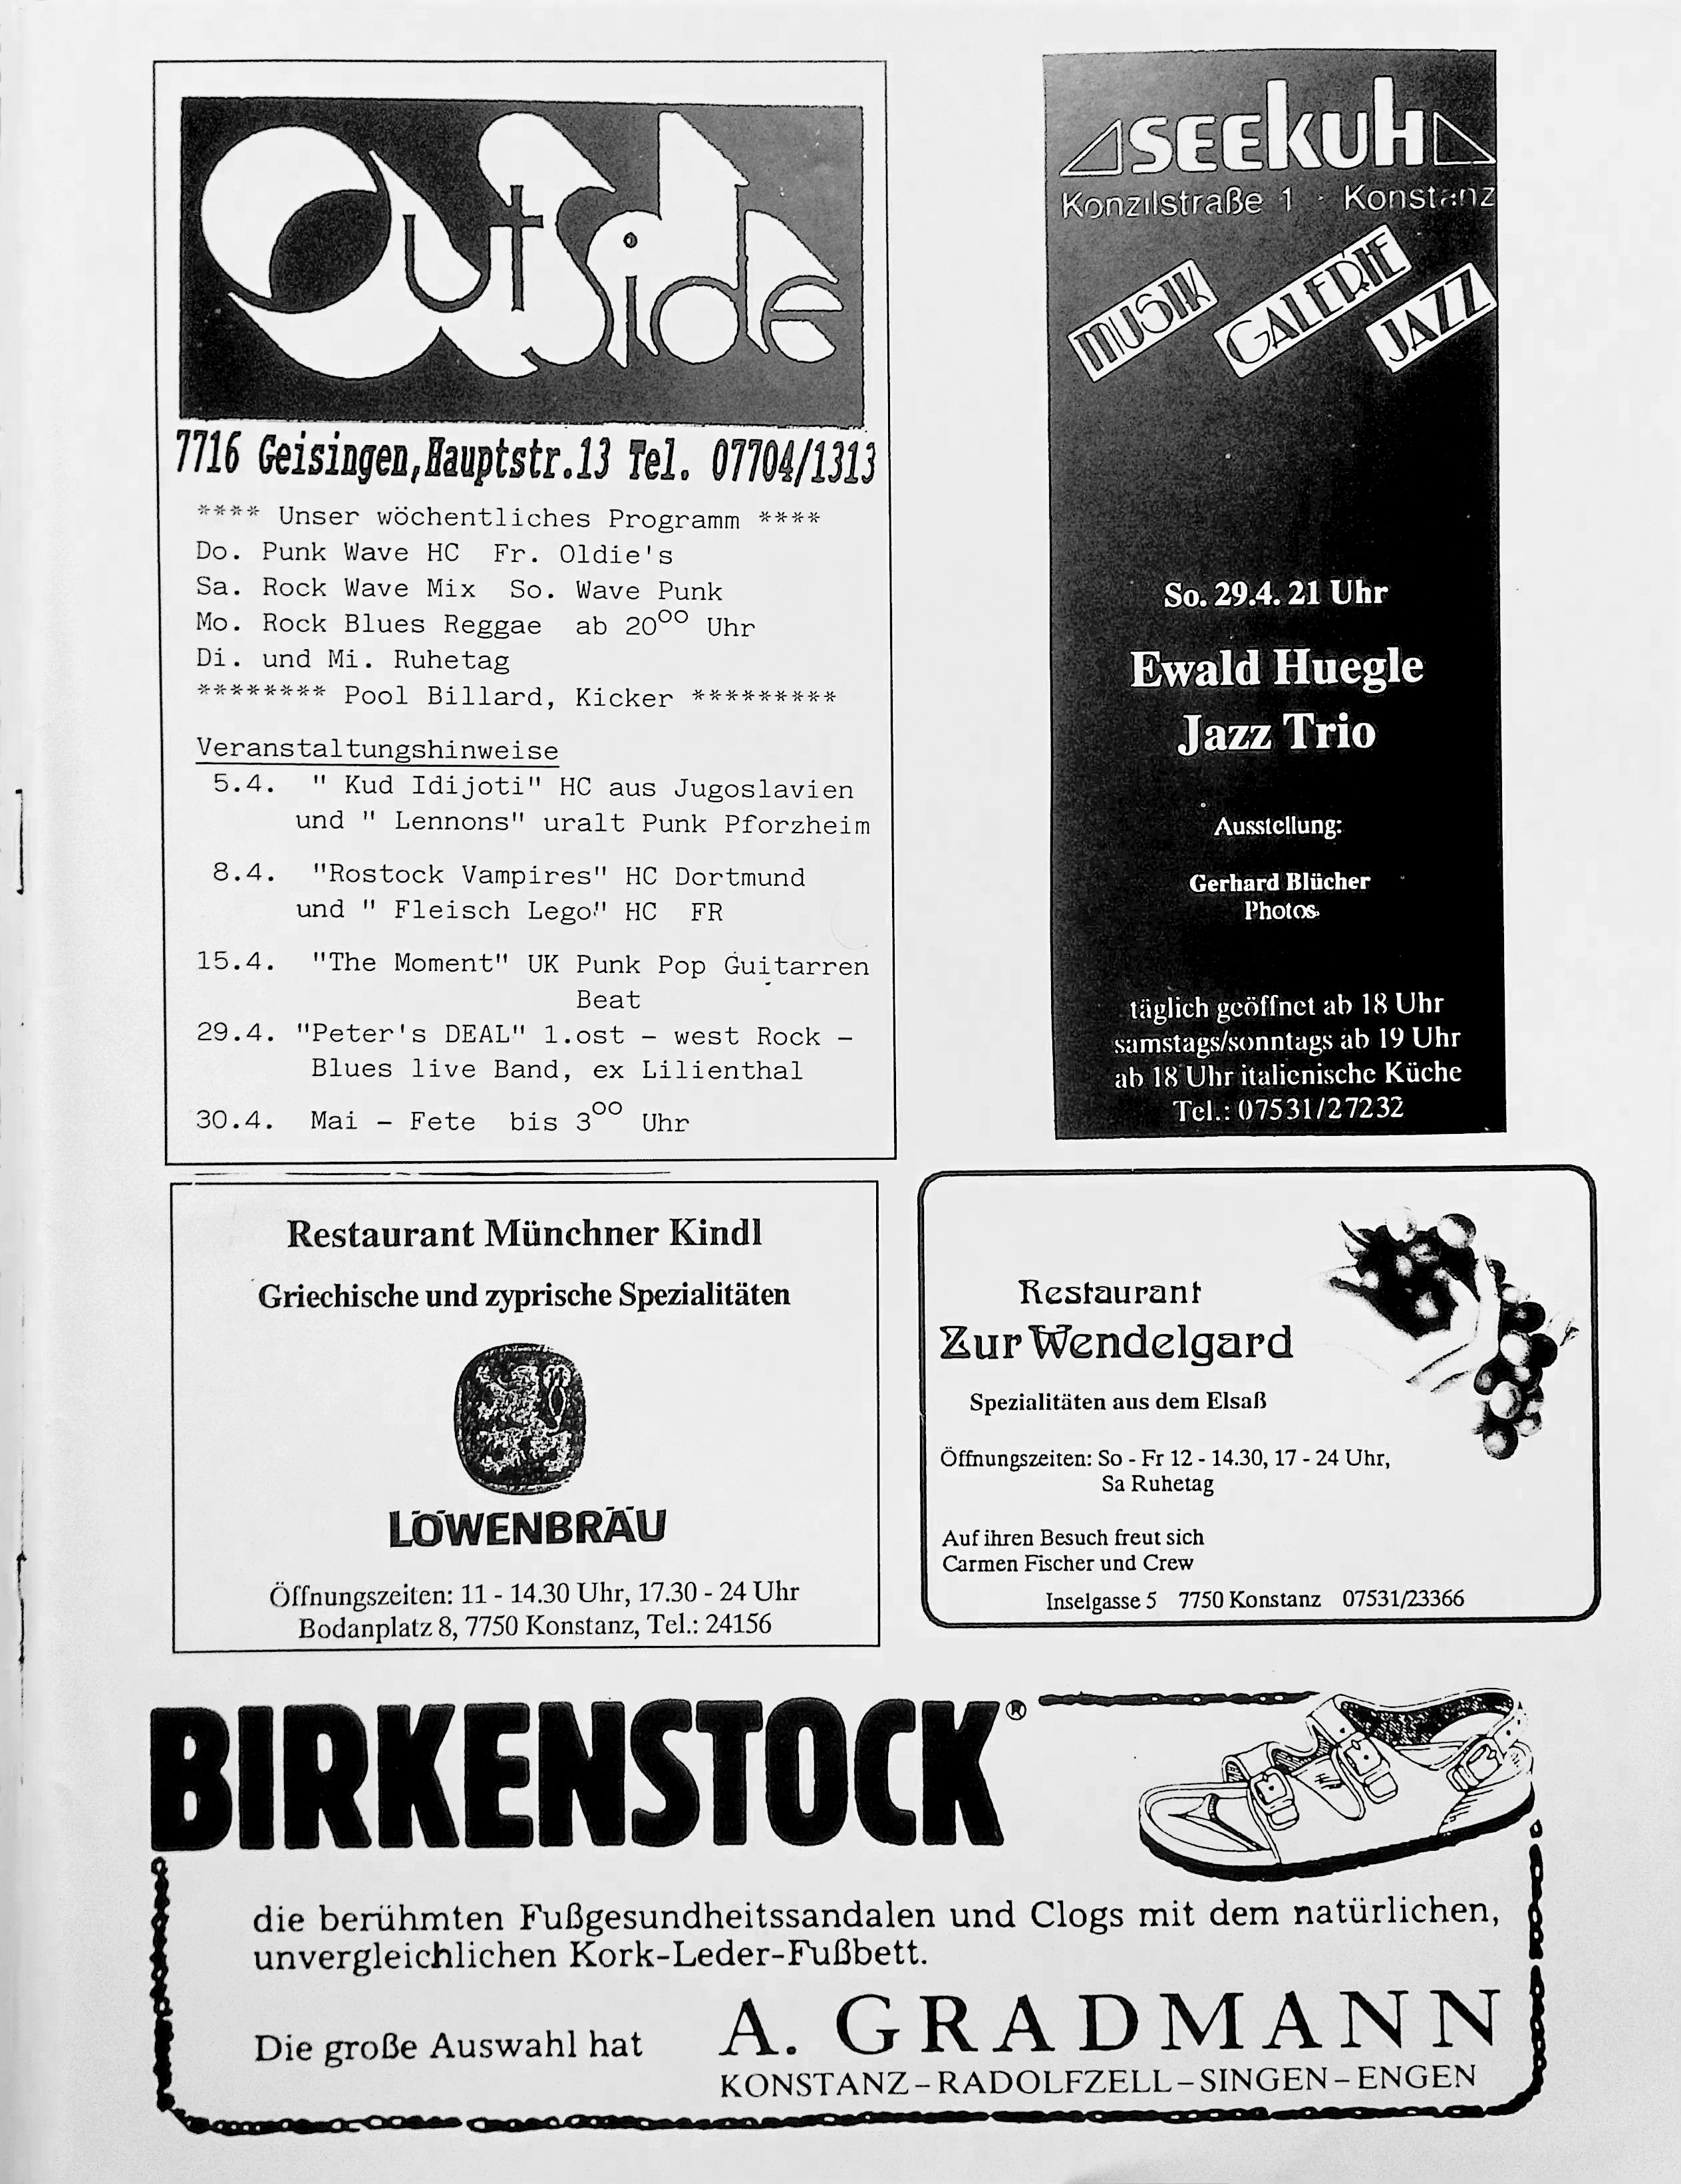 OutSide
7716 Geisingen,Hauptstr.13 Tel. 07704/1313
**** Unser wöchentliches Programm ****
Do. Punk Wave HC Fr. Oldie's
Sa. Rock Wave Mix So. Wave Punk
Mo. Rock Blues Reggae ab 20⁰⁰ Uhr
Di. und Mi. Ruhetag
******** Pool Billard, Kicker *********
Veranstaltungshinweise
5.4. " Kud Idijoti" HC aus Jugoslavien
und " Lennons" uralt Punk Pforzheim
8.4. "Rostock Vampires" HC Dortmund
und " Fleisch Lego" HC FR
15.4. "The Moment" UK Punk Pop Guitarren
Beat
29.4. "Peter's DEAL" 1.ost - west Rock -
Blues live Band, ex Lilienthal
30.4. Mai - Fete bis 3⁰⁰ Uhr
SEEKUH
Konzilstraße 1 · Konstanz
MUSIK
GALERIE
JAZZ
So. 29.4. 21 Uhr
Ewald Huegle
Jazz Trio
Ausstellung:
Gerhard Blücher
Photos
täglich geöffnet ab 18 Uhr
samstags/sonntags ab 19 Uhr
ab 18 Uhr italienische Küche
Tel.: 07531/27232
Restaurant Münchner Kindl
Griechische und zyprische Spezialitäten
LÖWENBRÄU
Öffnungszeiten: 11 - 14.30 Uhr, 17.30 - 24 Uhr
Bodanplatz 8, 7750 Konstanz, Tel.: 24156
Restaurant
Zur Wendelgard
Spezialitäten aus dem Elsaß
Öffnungszeiten: So - Fr 12 - 14.30, 17 - 24 Uhr,
Sa Ruhetag
Auf ihren Besuch freut sich
Carmen Fischer und Crew
Inselgasse 5 7750 Konstanz 07531/23366
BIRKENSTOCK®
die berühmten Fußgesundheitssandalen und Clogs mit dem natürlichen,
unvergleichlichen Kork-Leder-Fußbett.
Die große Auswahl hat A. GRADMANN
KONSTANZ-RADOLFZELL-SINGEN-ENGEN